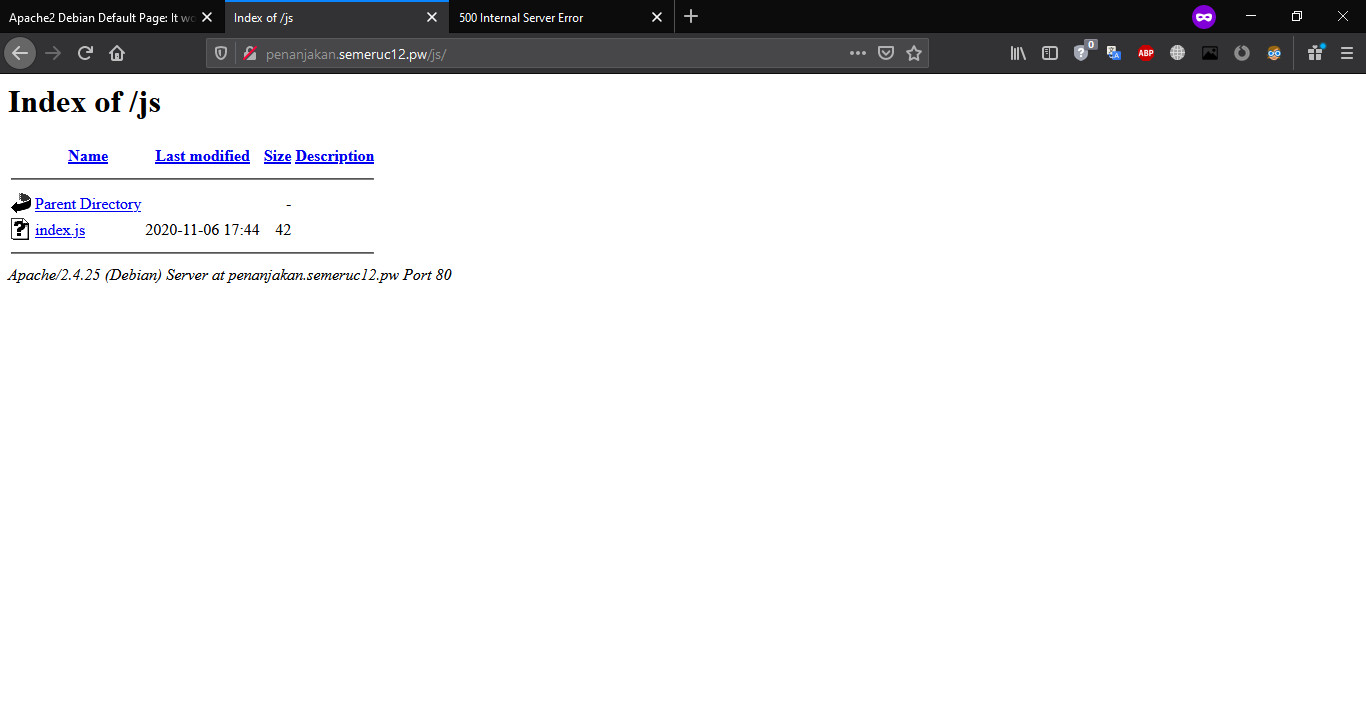 Apache2 Debian Default Page: It wo
Index of /js
500 Internal Server Error
penanjakan.semeruc12.pw/js/
0
ABP
Index of /js
Name Last modified Size Description
Parent Directory -
index.js 2020-11-06 17:44 42
Apache/2.4.25 (Debian) Server at penanjakan.semeruc12.pw Port 80